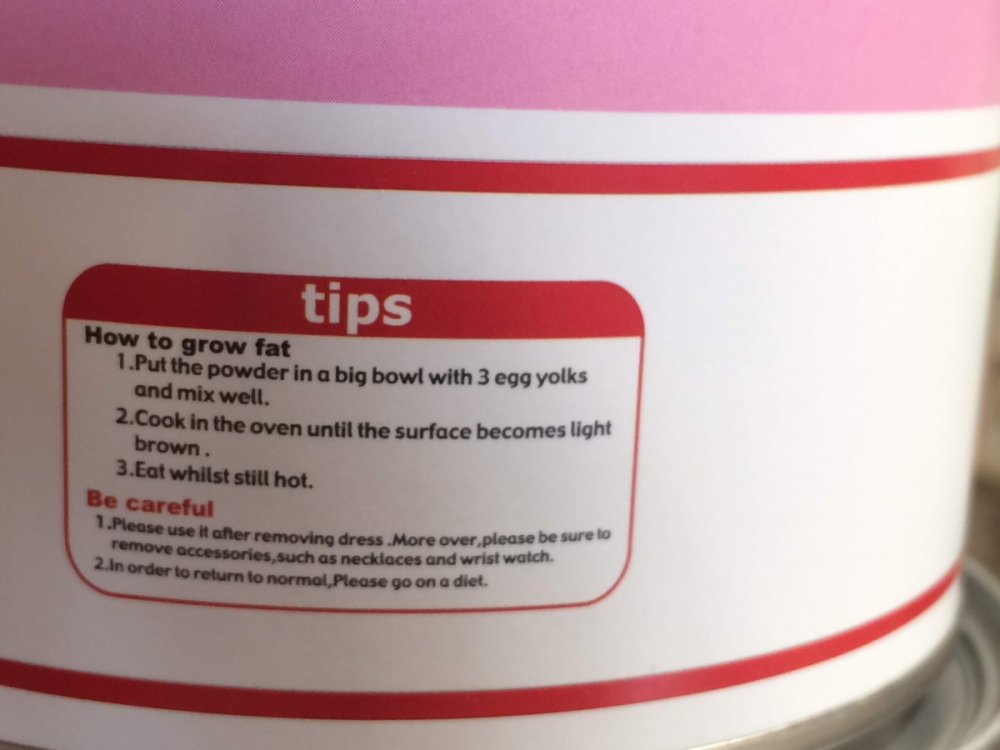 tips
How to grow fat
1.Put the powder in a big bowl with 3 egg yolks
and mix well.
2.Cook in the oven until the surface becomes light
brown .
3.Eat whilst still hot.
Be careful
1.Please use it after removing dress .More over,please be sure to
remove accessories,such as necklaces and wrist watch.
2.In order to return to normal,Please go on a diet.